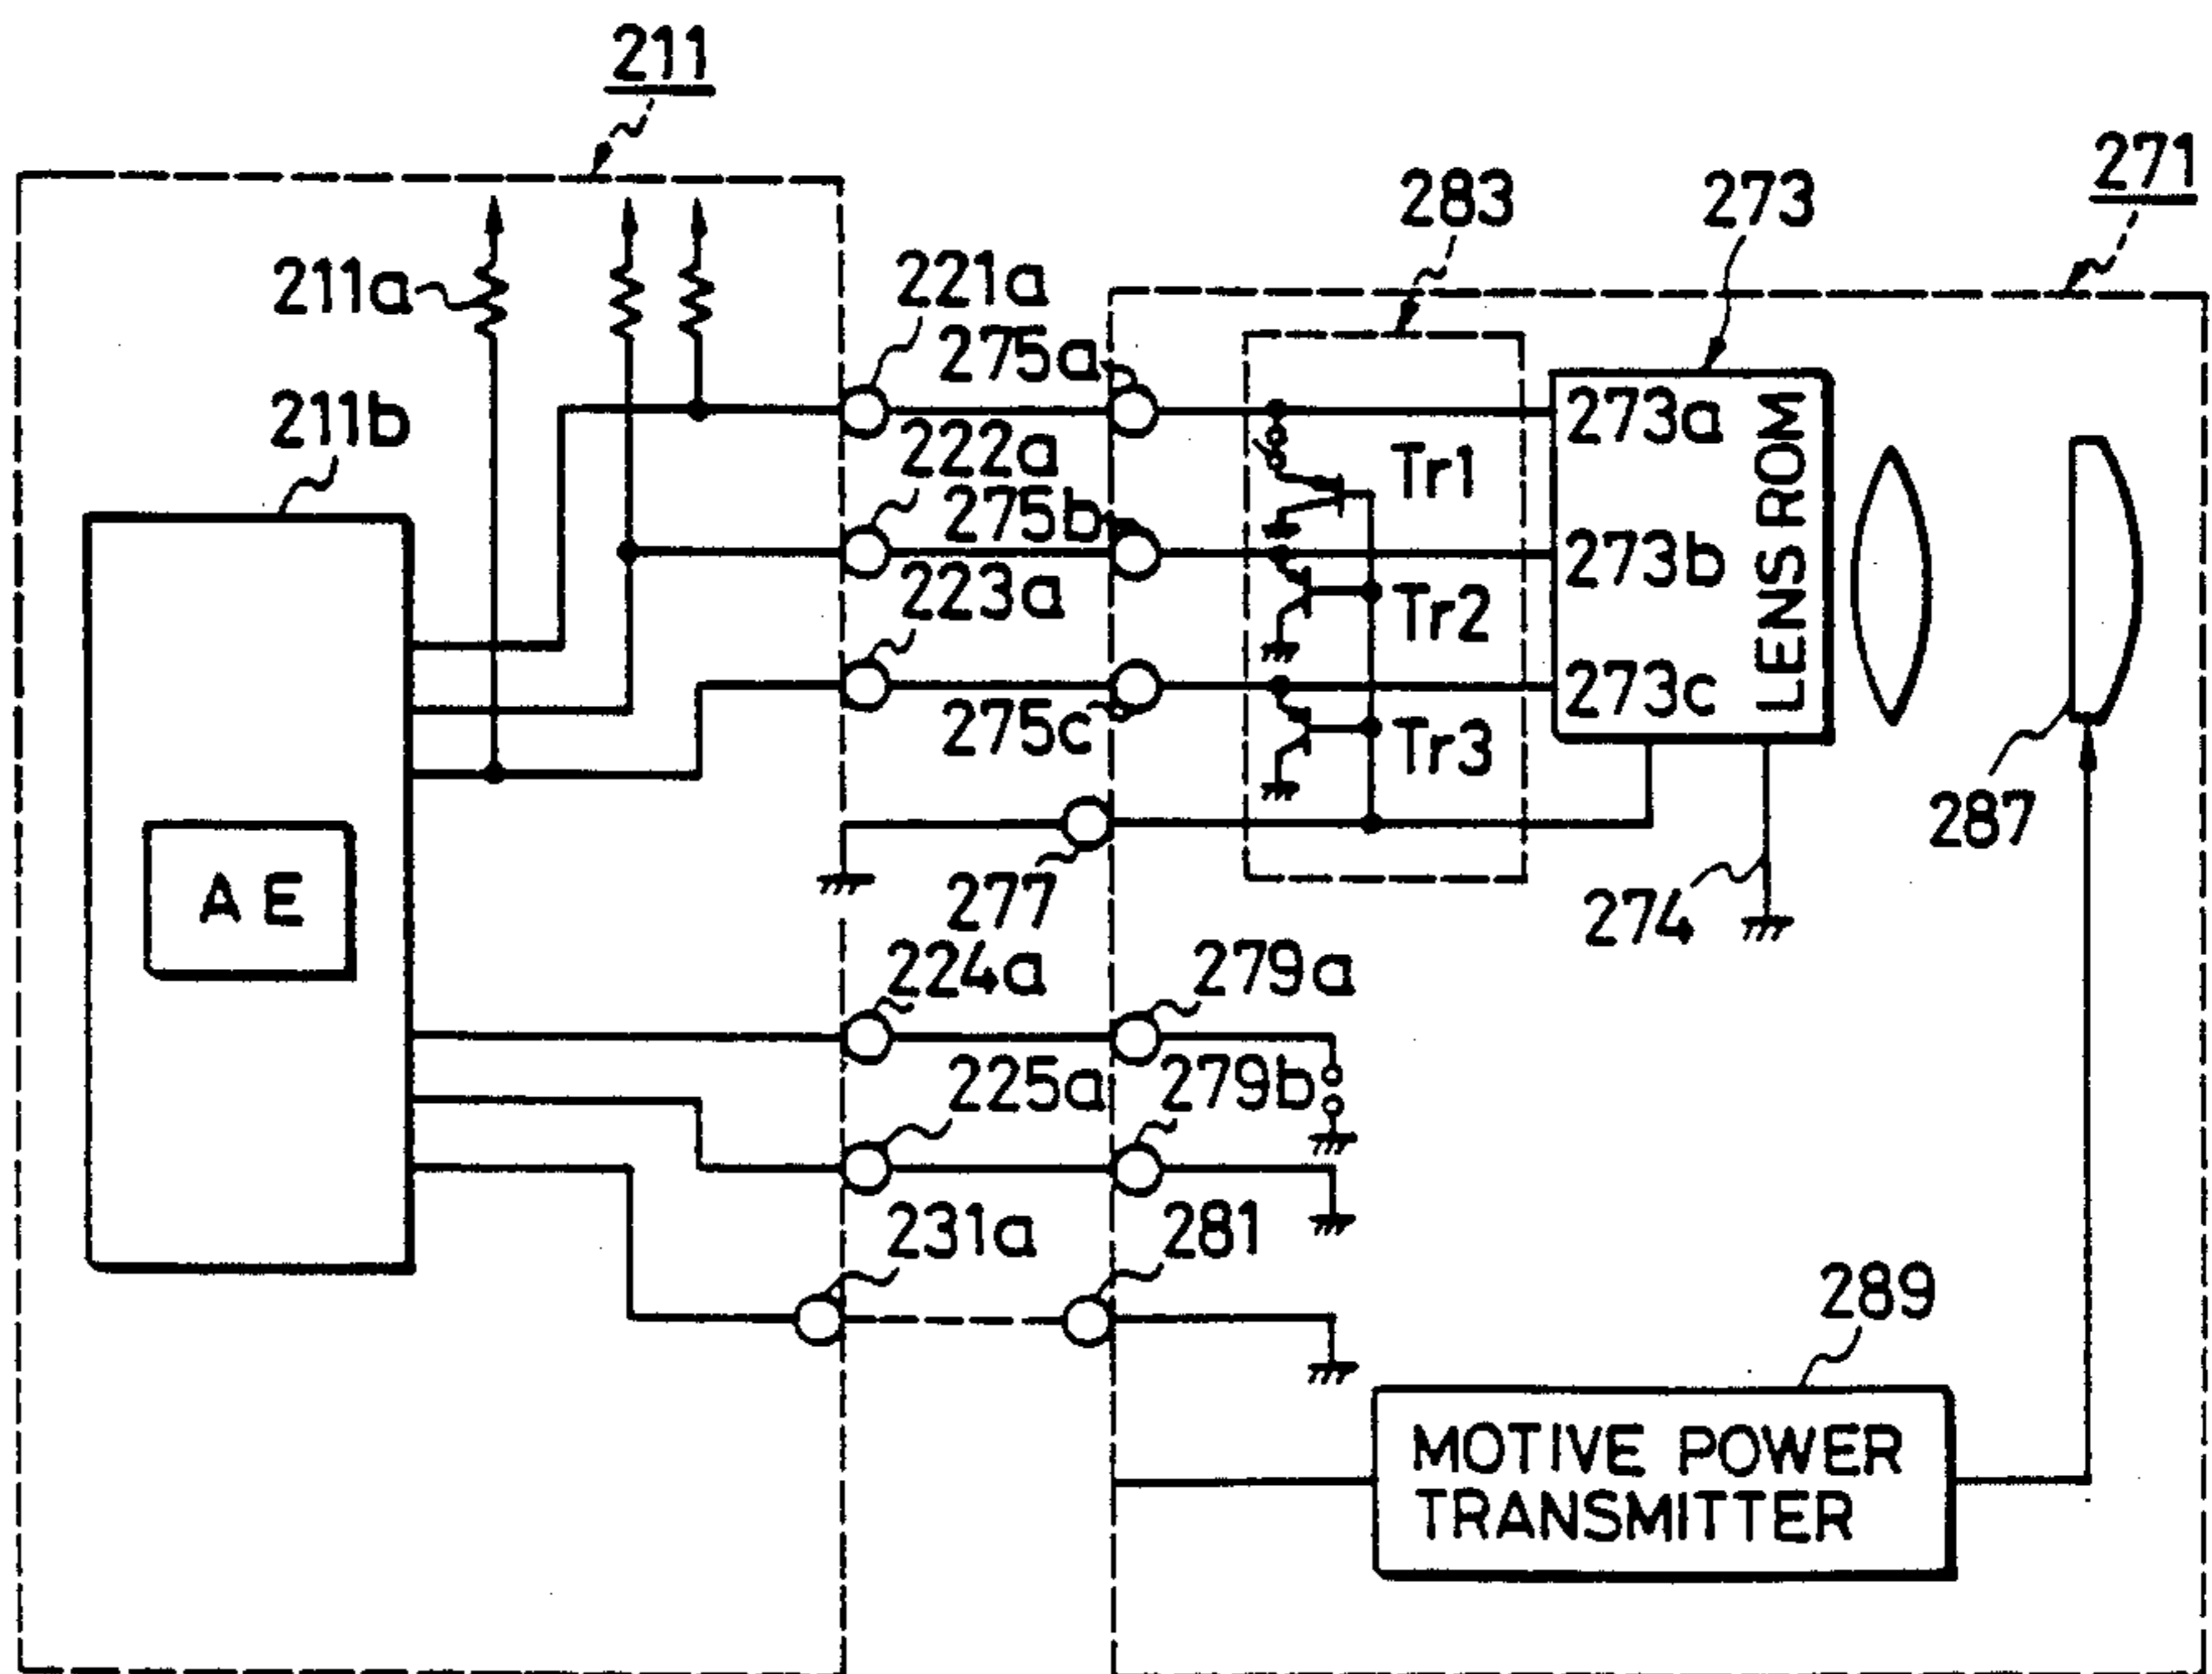 211
271
283
273
211a
221a
275a
211b
222a
275b
223a
275c
273a
273b
273c
LENS ROM
Tr1
Tr2
Tr3
287
277
274
A E
224a
279a
225a
279b
231a
281
289
MOTIVE POWER
TRANSMITTER